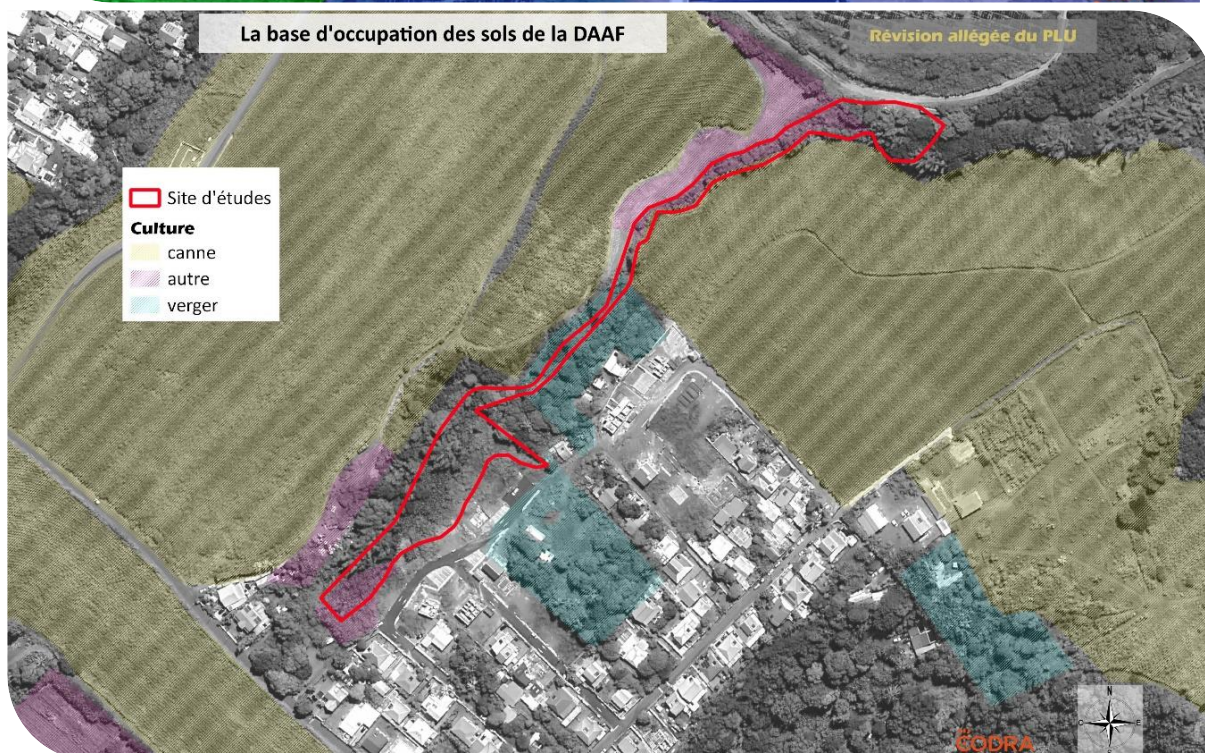 La base d'occupation des sols de la DAAF
Révision allégée du PLU
Site d'études
Culture
canne
autre
verger
N
O E
S
CODRA